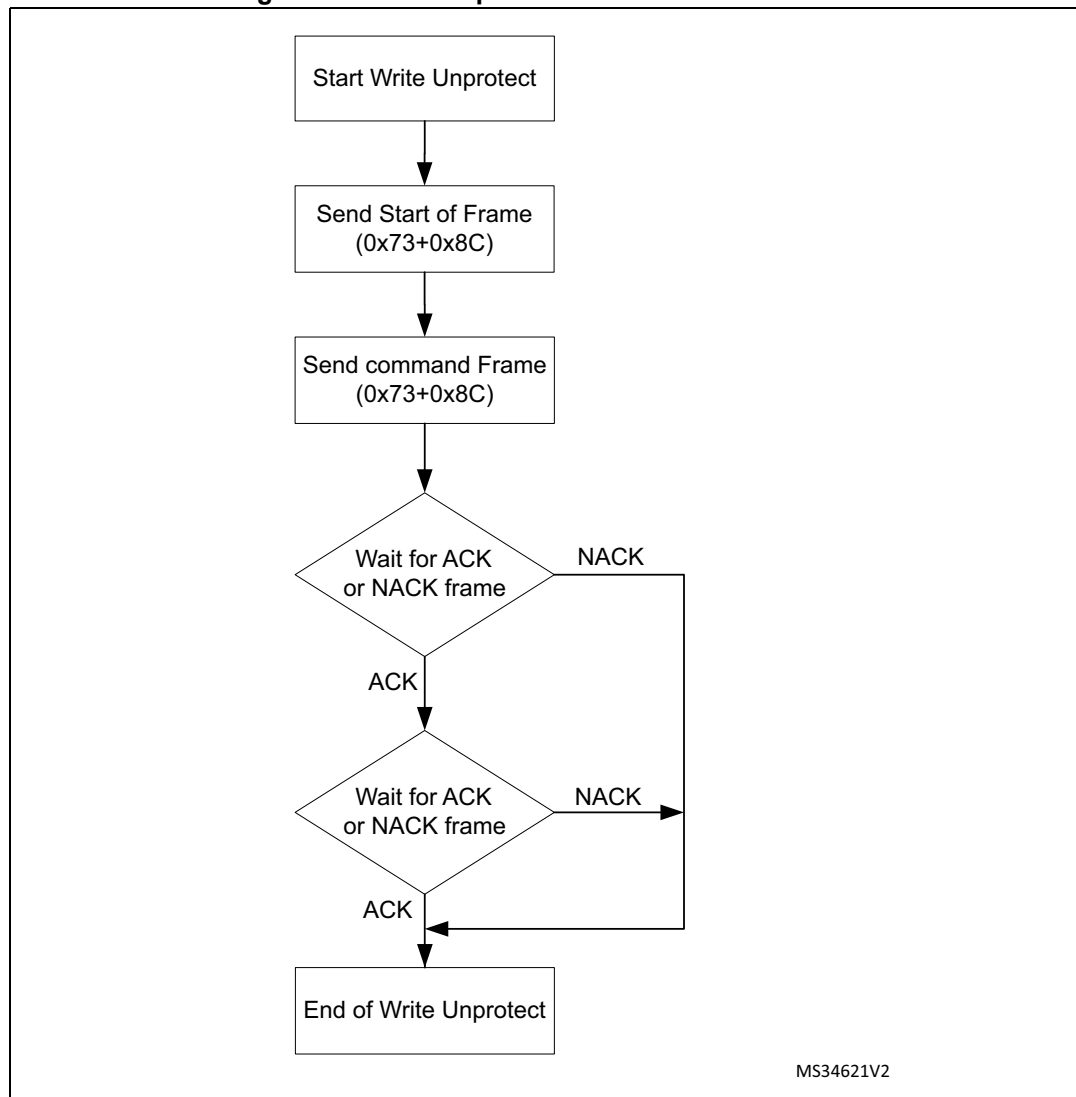 Start Write Unprotect
Send Start of Frame
(0x73+0x8C)
Send command Frame
(0x73+0x8C)
Wait for ACK
or NACK frame
NACK
ACK
Wait for ACK
or NACK frame
NACK
ACK
End of Write Unprotect
MS34621V2